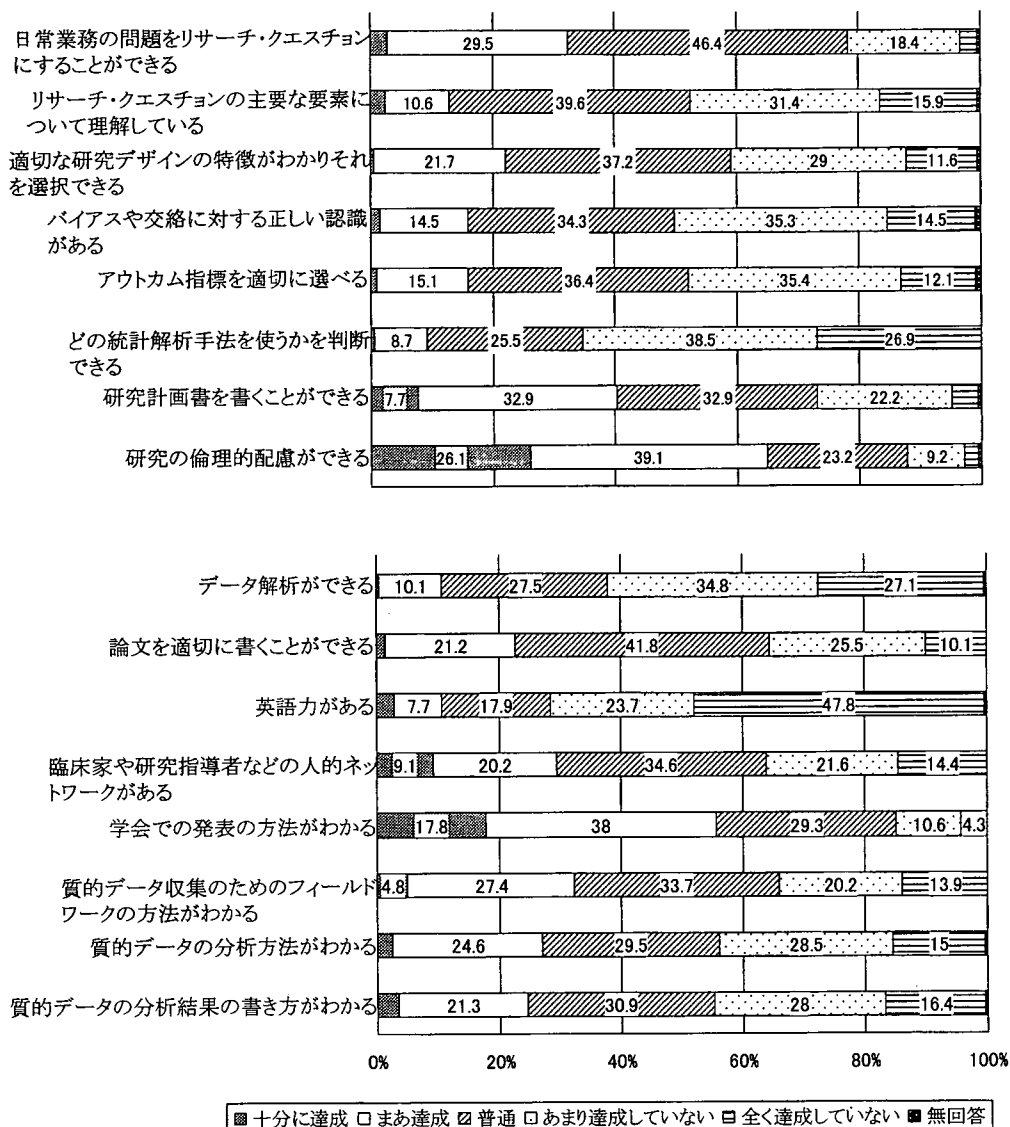 日常業務の問題をリサーチ・クエスチョン
にすることができる
29.5 46.4 18.4
リサーチ・クエスチョンの主要な要素に
ついて理解している
10.6 39.6 31.4 15.9
適切な研究デザインの特徴がわかりそれ
を選択できる
21.7 37.2 29 11.6
バイアスや交絡に対する正しい認識
がある
14.5 34.3 35.3 14.5
アウトカム指標を適切に選べる
15.1 36.4 35.4 12.1
どの統計解析手法を使うかを判断
できる
8.7 25.5 38.5 26.9
研究計画書を書くことができる
7.7 32.9 32.9 22.2
研究の倫理的配慮ができる
26.1 39.1 23.2 9.2
データ解析ができる
10.1 27.5 34.8 27.1
論文を適切に書くことができる
21.2 41.8 25.5 10.1
英語力がある
7.7 17.9 23.7 47.8
臨床家や研究指導者などの人的ネッ
トワークがある
9.1 20.2 34.6 21.6 14.4
学会での発表の方法がわかる
17.8 38 29.3 10.6 4.3
質的データ収集のためのフィールド
ワークの方法がわかる
4.8 27.4 33.7 20.2 13.9
質的データの分析方法がわかる
24.6 29.5 28.5 15
質的データの分析結果の書き方がわかる
21.3 30.9 28 16.4
0% 20% 40% 60% 80% 100%
十分に達成 まあ達成 普通 あまり達成していない 全く達成していない 無回答